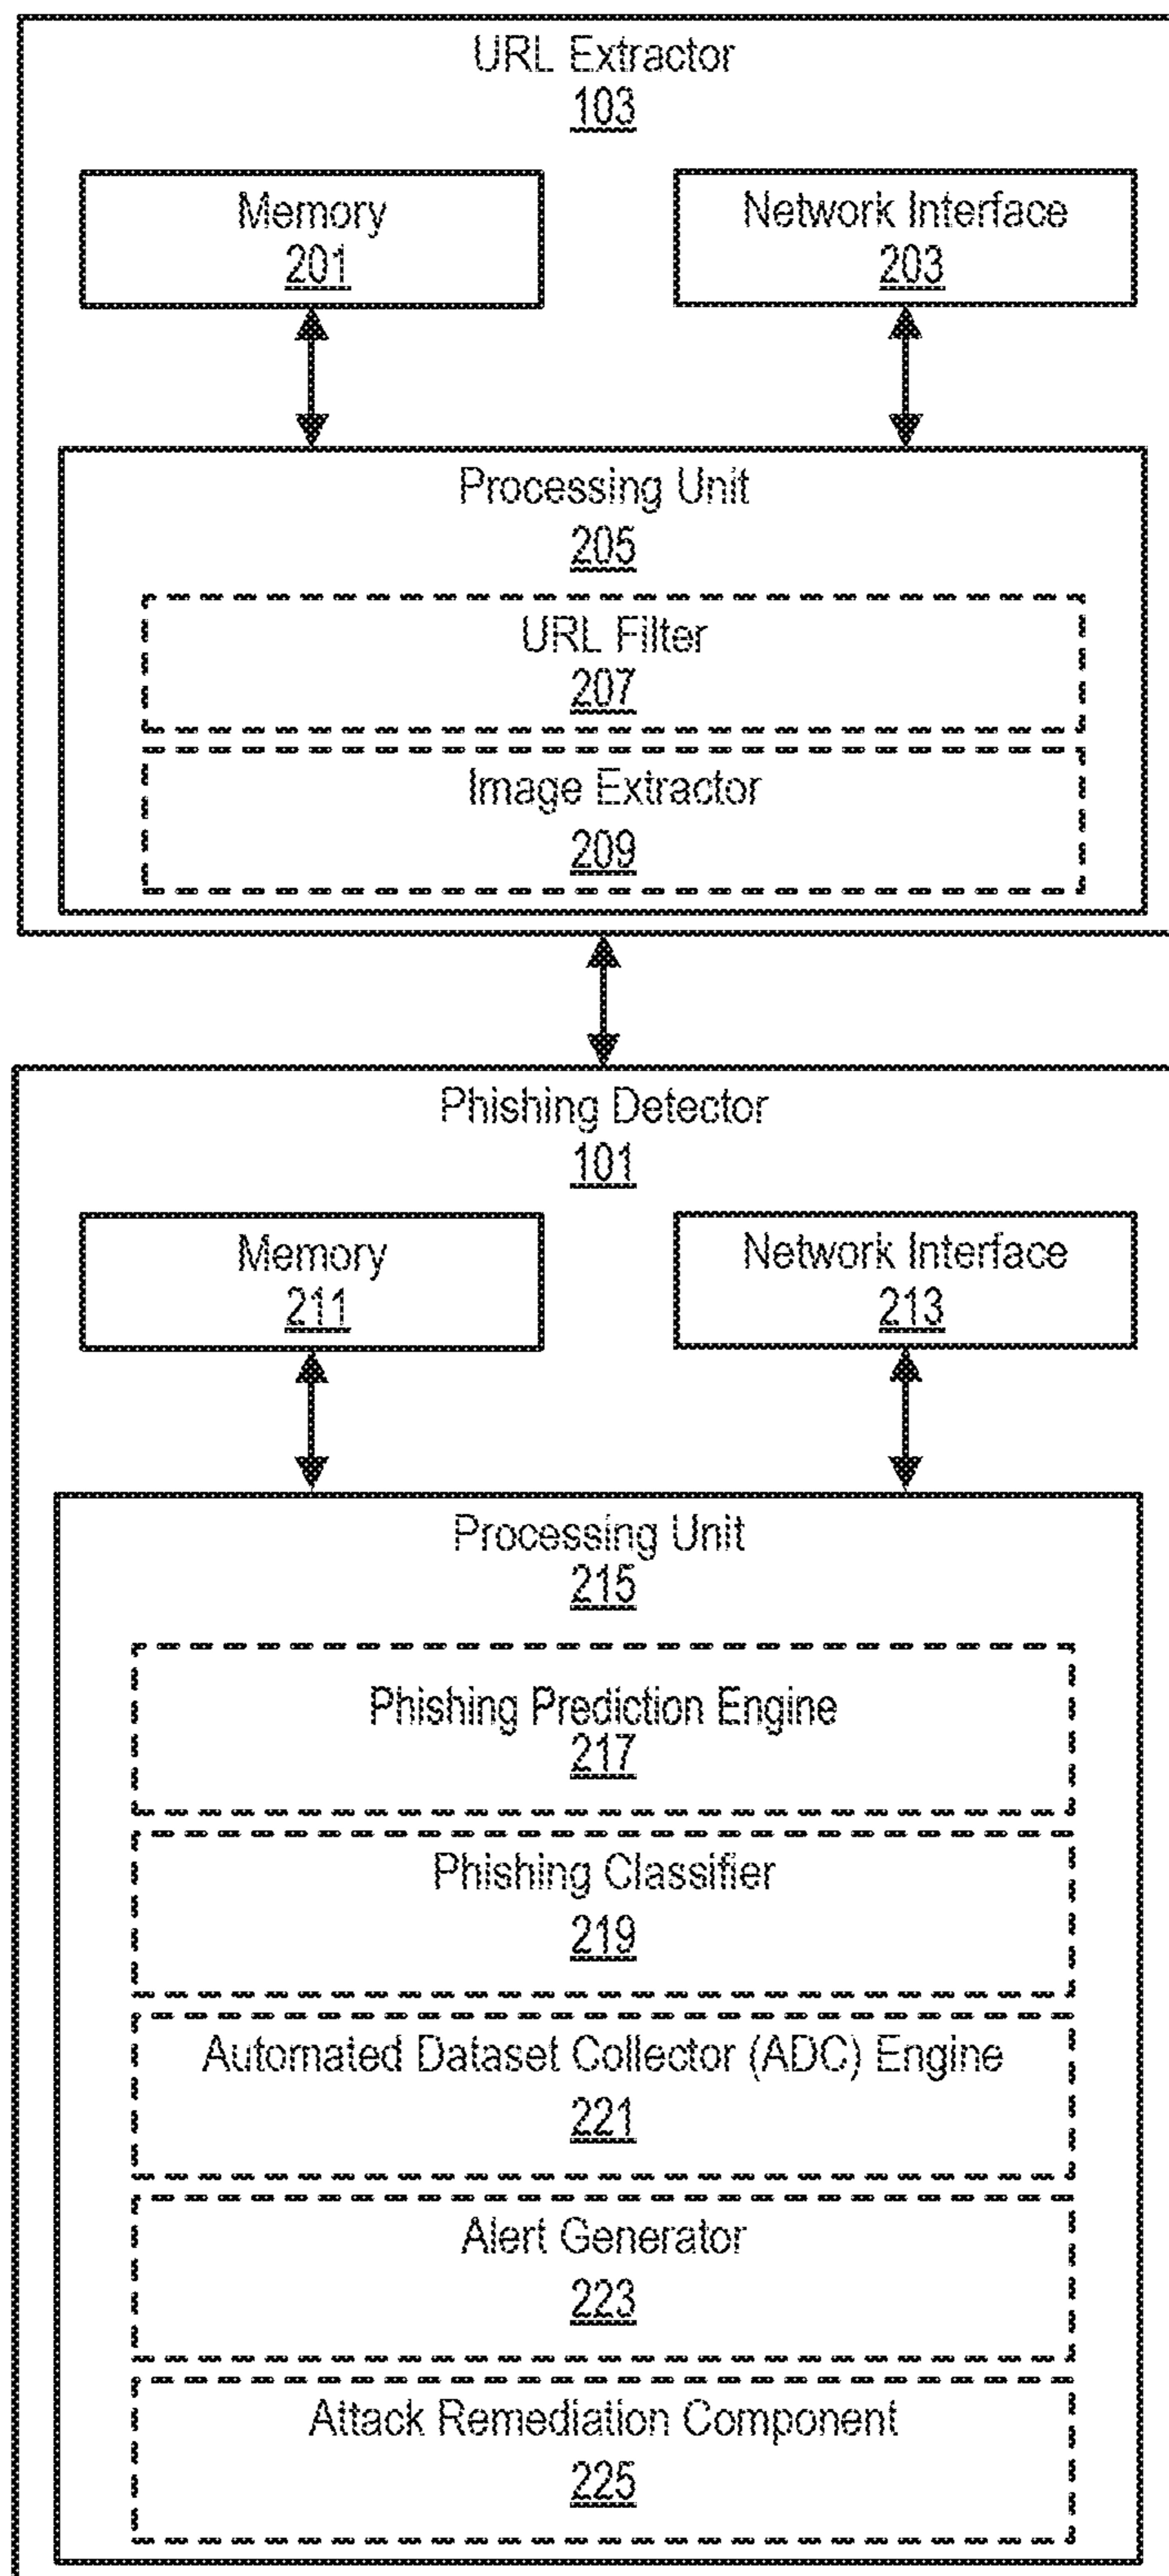 URL Extractor
103
Memory
201
Network Interface
203
Processing Unit
205
URL Filter
207
Image Extractor
209
Phishing Detector
101
Memory
211
Network Interface
213
Processing Unit
215
Phishing Prediction Engine
217
Phishing Classifier
219
Automated Dataset Collector (ADC) Engine
221
Alert Generator
223
Attack Remediation Component
225